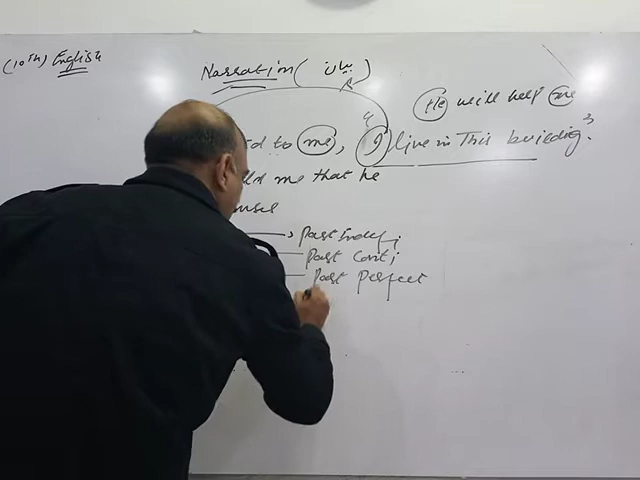 (10th) English
Narration (بیان)
He will help me
to me, "I live in This building."
me that he
Past Indef;
Past Cont;
Past Perfect